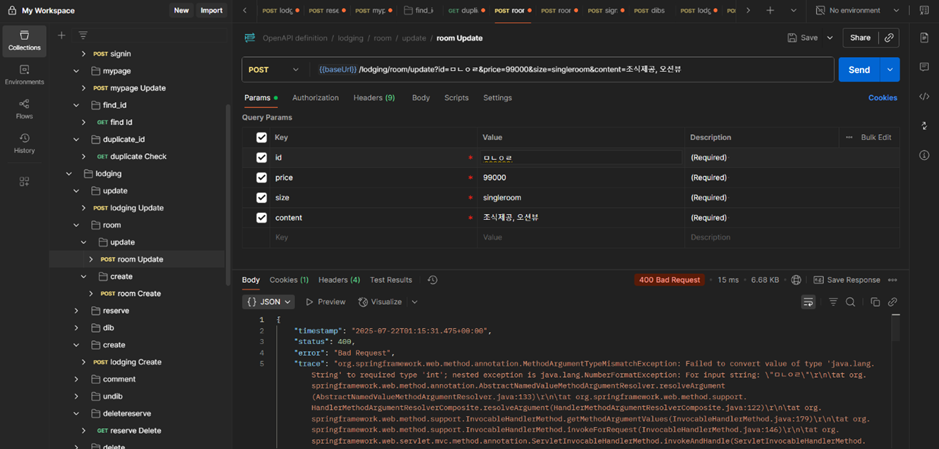 My Workspace
New
Import
POST lodg
POST rese
POST myp
find_i
GET dupli
POST roor
POST roor
POST sigr
POST dibs
POST lodg
POS
No environment
Collections
Environments
Flows
History
POST signin
mypage
POST mypage Update
find_id
GET find Id
duplicate_id
GET duplicate Check
lodging
update
POST lodging Update
room
update
POST room Update
create
POST room Create
reserve
dib
create
POST lodging Create
comment
undib
deletereserve
POST reserve Delete
delete
OpenAPI definition / lodging / room / update / room Update
Save
Share
POST
{{baseUrl}} /lodging/room/update?id=ㅁㄴㅇㄹ&price=99000&size=singleroom&content=조식제공, 오션뷰
Send
Params
Authorization
Headers (9)
Body
Scripts
Settings
Cookies
Query Params
Key
Value
Description
Bulk Edit
id
ㅁㄴㅇㄹ
(Required)
price
99000
(Required)
size
singleroom
(Required)
content
조식제공, 오션뷰
(Required)
Key
Value
Description
Body
Cookies (1)
Headers (4)
Test Results
400 Bad Request
15 ms
6.68 KB
Save Response
{} JSON
Preview
Visualize
1 {
2 "timestamp": "2025-07-22T01:15:31.475+00:00",
3 "status": 400,
4 "error": "Bad Request",
5 "trace": "org.springframework.web.method.annotation.MethodArgumentTypeMismatchException: Failed to convert value of type 'java.lang.
String' to required type 'int'; nested exception is java.lang.NumberFormatException: For input string: \"ㅁㄴㅇㄹ\"\r\n\tat org.
springframework.web.method.annotation.AbstractNamedValueMethodArgumentResolver.resolveArgument
(AbstractNamedValueMethodArgumentResolver.java:133)\r\n\tat org.springframework.web.method.support.
HandlerMethodArgumentResolverComposite.resolveArgument(HandlerMethodArgumentResolverComposite.java:122)\r\n\tat org.
springframework.web.method.support.InvocableHandlerMethod.getMethodArgumentValues(InvocableHandlerMethod.java:179)\r\n\tat org.
springframework.web.method.support.InvocableHandlerMethod.invokeForRequest(InvocableHandlerMethod.java:146)\r\n\tat org.
springframework.web.servlet.mvc.method.annotation.ServletInvocableHandlerMethod.invokeAndHandle(ServletInvocableHandlerMethod.